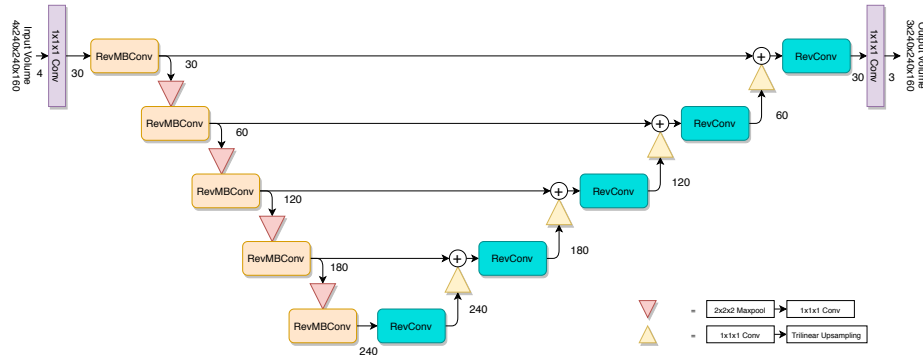 Input Volume
4x240x240x160
4
1x1x1 Conv
30
RevMBConv
30
RevConv
30
1x1x1 Conv
3
Output Volume
3x240x240x160
RevMBConv
60
RevConv
60
RevMBConv
120
RevConv
120
RevMBConv
180
RevConv
180
RevMBConv
240
RevConv
240
= 2x2x2 Maxpool 1x1x1 Conv
= 1x1x1 Conv Trilinear Upsampling